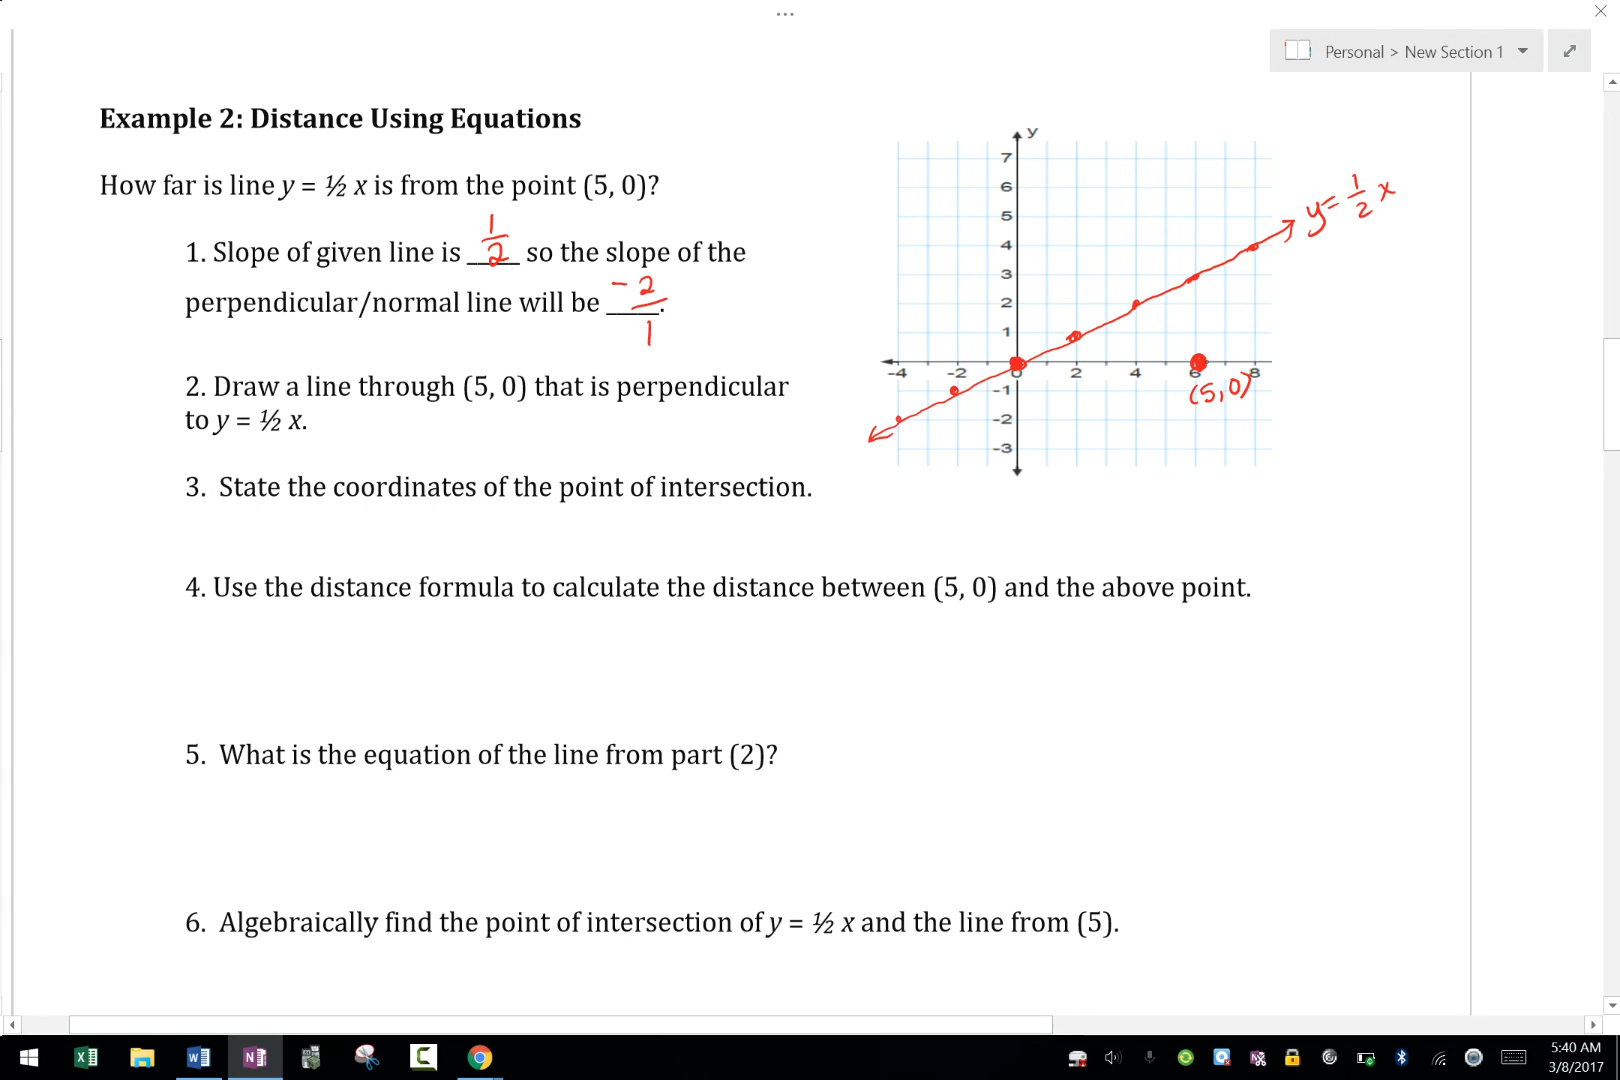 Personal > New Section 1
Example 2: Distance Using Equations
How far is line y = ½ x is from the point (5, 0)?
1. Slope of given line is 1/2 so the slope of the
perpendicular/normal line will be -2/1.
2. Draw a line through (5, 0) that is perpendicular
to y = ½ x.
3. State the coordinates of the point of intersection.
4. Use the distance formula to calculate the distance between (5, 0) and the above point.
5. What is the equation of the line from part (2)?
6. Algebraically find the point of intersection of y = ½ x and the line from (5).
y
7
6
5
4
3
2
1
-4 -2 0 2 4 6 8
-1
-2
-3
y= 1/2 x
(5,0)
5:40 AM
3/8/2017